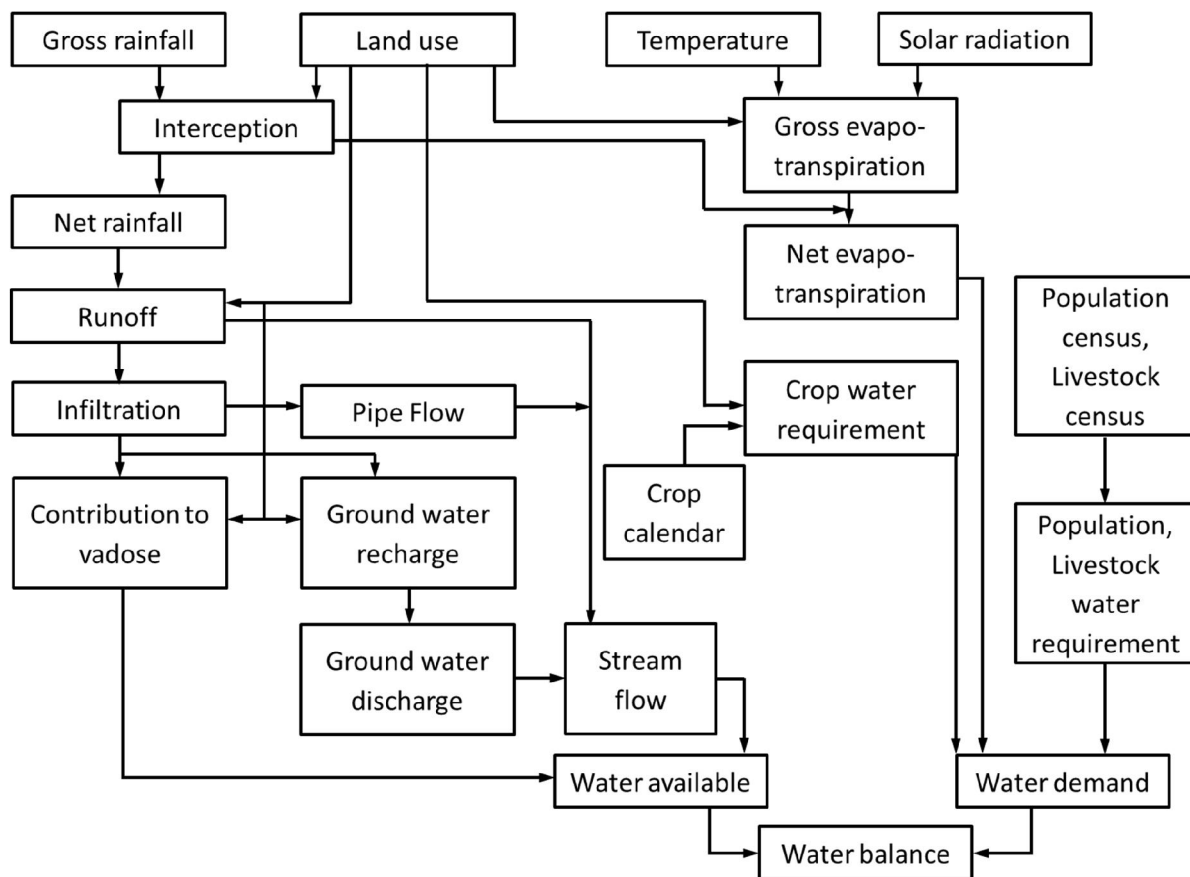 Gross rainfall
Land use
Temperature
Solar radiation
Interception
Gross evapo-
transpiration
Net rainfall
Net evapo-
transpiration
Runoff
Population
census,
Livestock
census
Infiltration
Pipe Flow
Crop water
requirement
Contribution to
vadose
Ground water
recharge
Crop
calendar
Population,
Livestock
water
requirement
Ground water
discharge
Stream
flow
Water available
Water demand
Water balance